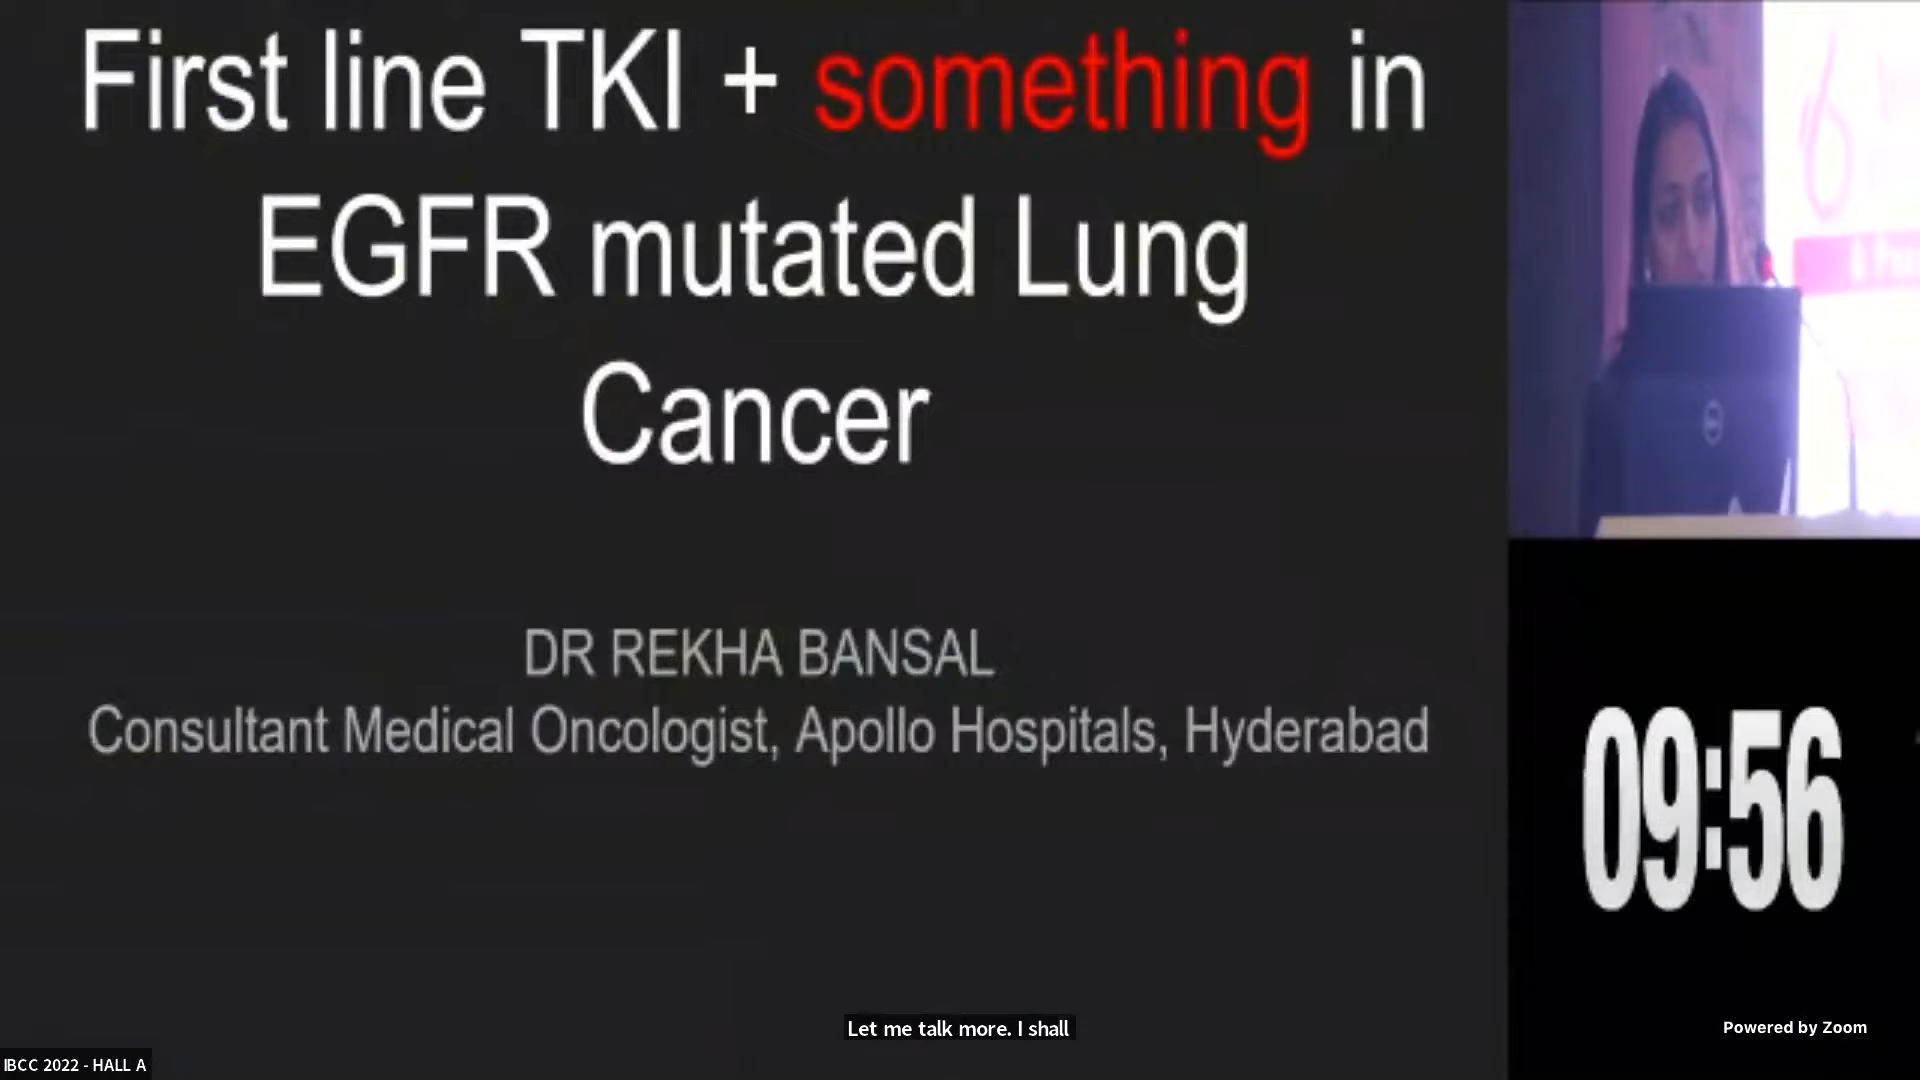 First line TKI + something in
EGFR mutated Lung
Cancer
DR REKHA BANSAL
Consultant Medical Oncologist, Apollo Hospitals, Hyderabad
6
09:56
Let me talk more. I shall
Powered by Zoom
IBCC 2022 - HALL A